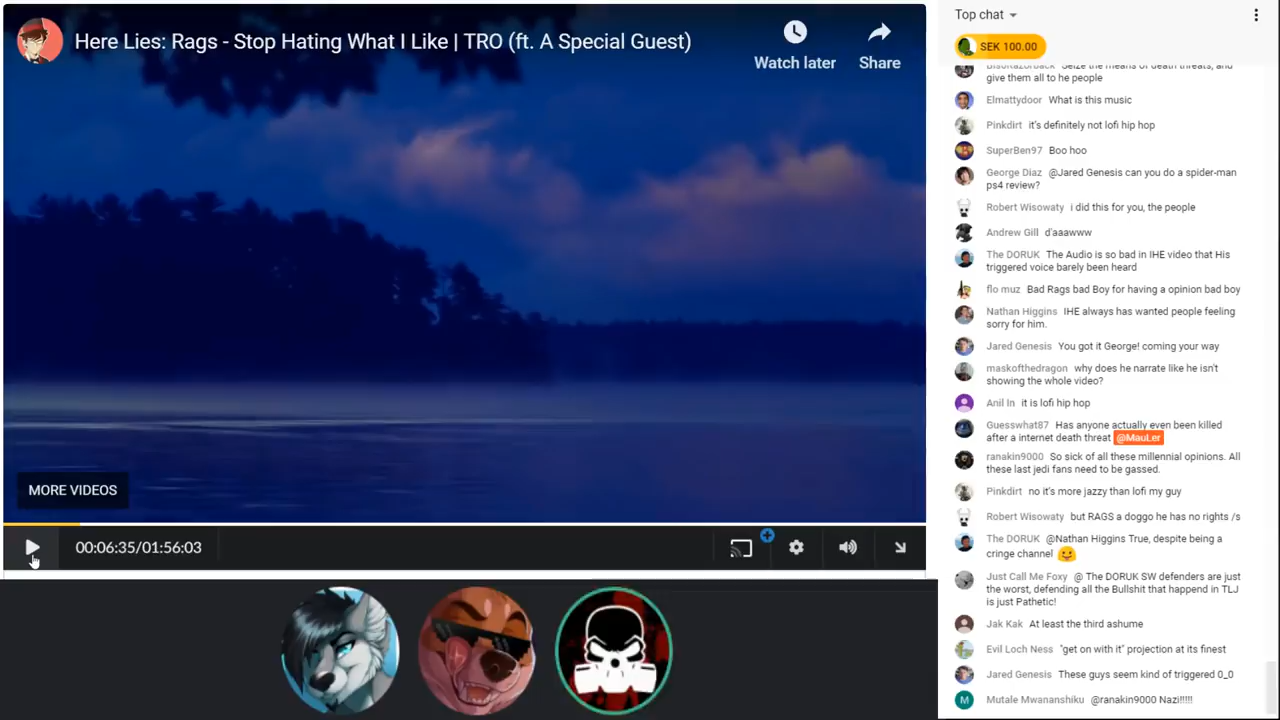 Here Lies: Rags - Stop Hating What I Like | TRO (ft. A Special Guest)
Watch later
Share
MORE VIDEOS
00:06:35/01:56:03
Top chat
SEK 100.00
Seize the means of death threats, and
give them all to he people
Elmattydoor What is this music
Pinkdirt it's definitely not lofi hip hop
SuperBen97 Boo hoo
George Diaz @Jared Genesis can you do a spider-man
ps4 review?
Robert Wisowaty i did this for you, the people
Andrew Gill d'aaawww
The DORUK The Audio is so bad in IHE video that His
triggered voice barely been heard
flo muz Bad Rags bad Boy for having a opinion bad boy
Nathan Higgins IHE always has wanted people feeling
sorry for him.
Jared Genesis You got it George! coming your way
maskofthedragon why does he narrate like he isn't
showing the whole video?
Anil In it is lofi hip hop
Guesswhat87 Has anyone actually even been killed
after a internet death threat @MauLer
ranakin9000 So sick of all these millennial opinions. All
these last jedi fans need to be gassed.
Pinkdirt no it's more jazzy than lofi my guy
Robert Wisowaty but RAGS a doggo he has no rights /s
The DORUK @Nathan Higgins True, despite being a
cringe channel
Just Call Me Foxy @ The DORUK SW defenders are just
the worst, defending all the Bullshit that happend in TLJ
is just Pathetic!
Jak Kak At least the third ashume
Evil Loch Ness "get on with it" projection at its finest
Jared Genesis These guys seem kind of triggered 0_0
M
Mutale Mwananshiku @ranakin9000 Nazi!!!!!